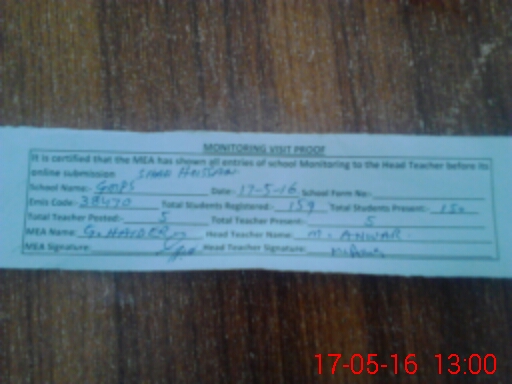 MONITORING VISIT PROOF
It is certified that the MEA has shown all entries of school Monitoring to the Head Teacher before its
online submission SHAH
School Name:- GMPS Date:- 17-5-16 School Form No:-
Emis Code:- 38470 Total Students Registered:- 159 Total Students Present:-
Total Teacher Posted:- 5 Total Teacher Present:- 5
MEA Name: G. HAIDER Head Teacher Name:- M. ANWAR.
MEA Signature: Head Teacher Signature:-
17-05-16 13:00